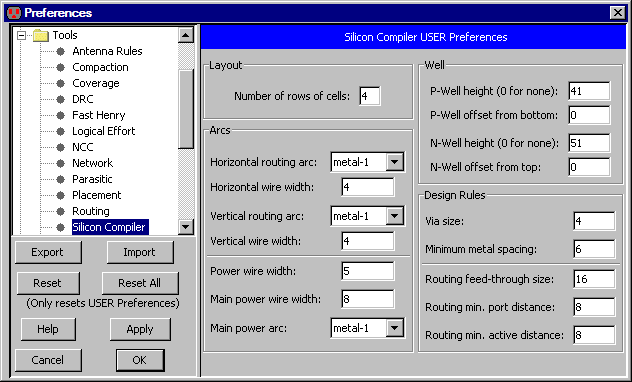 Preferences
Tools
Antenna Rules
Compaction
Coverage
DRC
Fast Henry
Logical Effort
NCC
Network
Parasitic
Placement
Routing
Silicon Compiler
Export Import
Reset Reset All
(Only resets USER Preferences)
Help Apply
Cancel OK
Silicon Compiler USER Preferences
Layout
Number of rows of cells: 4
Arcs
Horizontal routing arc: metal-1
Horizontal wire width: 4
Vertical routing arc: metal-1
Vertical wire width: 4
Power wire width: 5
Main power wire width: 8
Main power arc: metal-1
Well
P-Well height (0 for none): 41
P-Well offset from bottom: 0
N-Well height (0 for none): 51
N-Well offset from top: 0
Design Rules
Via size: 4
Minimum metal spacing: 6
Routing feed-through size: 16
Routing min. port distance: 8
Routing min. active distance: 8